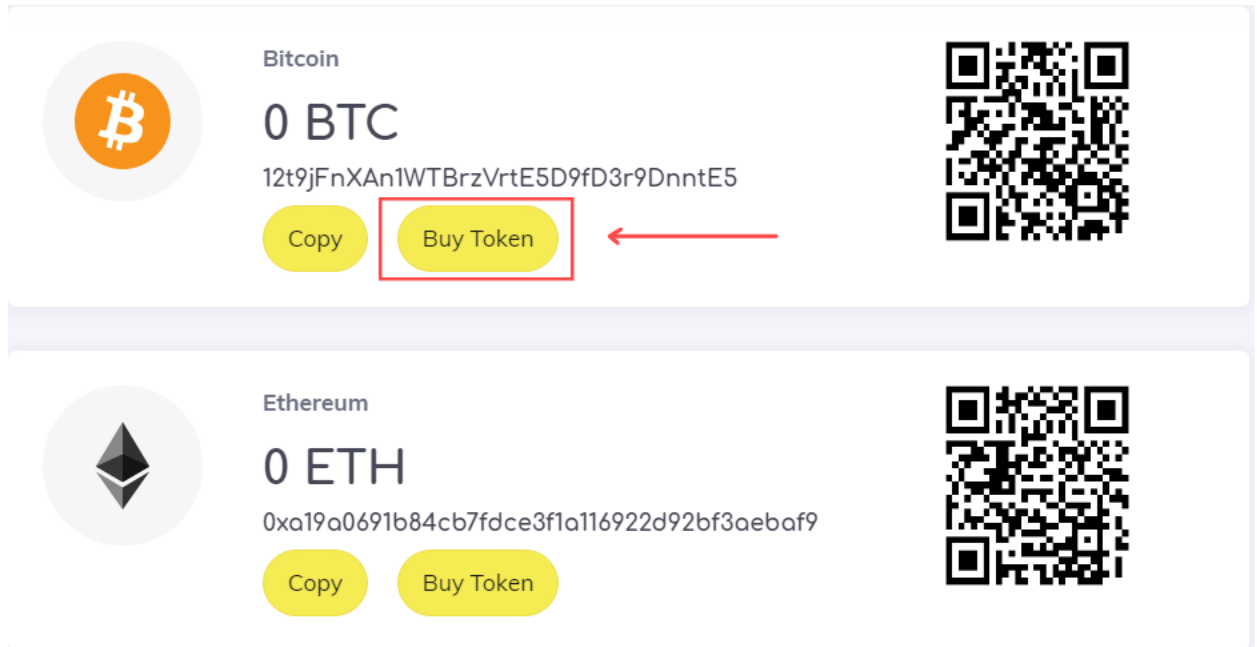 Bitcoin
0 BTC
12t9jFnXAn1WTBrzVrtE5D9fD3r9DnntE5
Copy
Buy Token
Ethereum
0 ETH
0xa19a0691b84cb7fdce3f1a116922d92bf3aebaf9
Copy
Buy Token